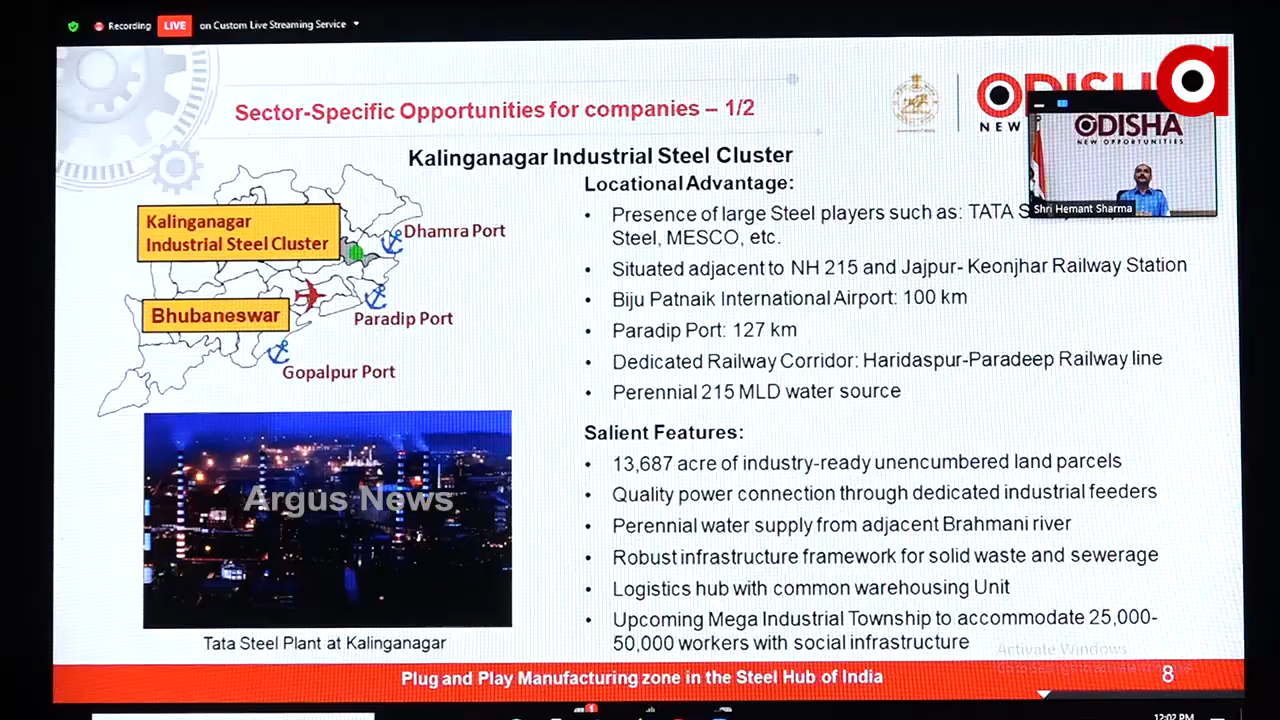 Recording LIVE on Custom Live Streaming Service
Sector-Specific Opportunities for companies – 1/2
ODISHA
NEW
ODISHA
NEW OPPORTUNITIES
Shri Hemant Sharma
Kalinganagar Industrial Steel Cluster
Kalinganagar
Industrial Steel Cluster
Dhamra Port
Bhubaneswar
Paradip Port
Gopalpur Port
Argus News
Tata Steel Plant at Kalinganagar
Locational Advantage:
• Presence of large Steel players such as: TATA
Steel, MESCO, etc.
• Situated adjacent to NH 215 and Jajpur- Keonjhar Railway Station
• Biju Patnaik International Airport: 100 km
• Paradip Port: 127 km
• Dedicated Railway Corridor: Haridaspur-Paradeep Railway line
• Perennial 215 MLD water source
Salient Features:
• 13,687 acre of industry-ready unencumbered land parcels
• Quality power connection through dedicated industrial feeders
• Perennial water supply from adjacent Brahmani river
• Robust infrastructure framework for solid waste and sewerage
• Logistics hub with common warehousing Unit
• Upcoming Mega Industrial Township to accommodate 25,000-
50,000 workers with social infrastructure
Activate Windows
Plug and Play Manufacturing zone in the Steel Hub of India
8
12:02 PM